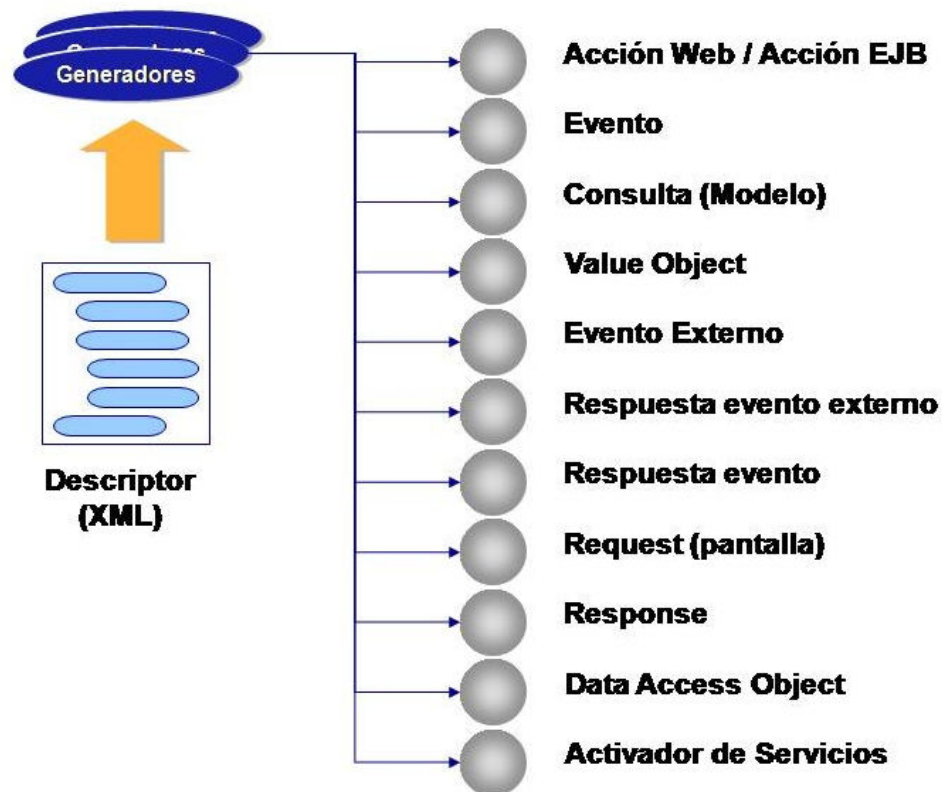 Generadores
Acción Web / Acción EJB
Evento
Consulta (Modelo)
Value Object
Evento Externo
Respuesta evento externo
Respuesta evento
Request (pantalla)
Response
Data Access Object
Activador de Servicios
Descriptor
(XML)